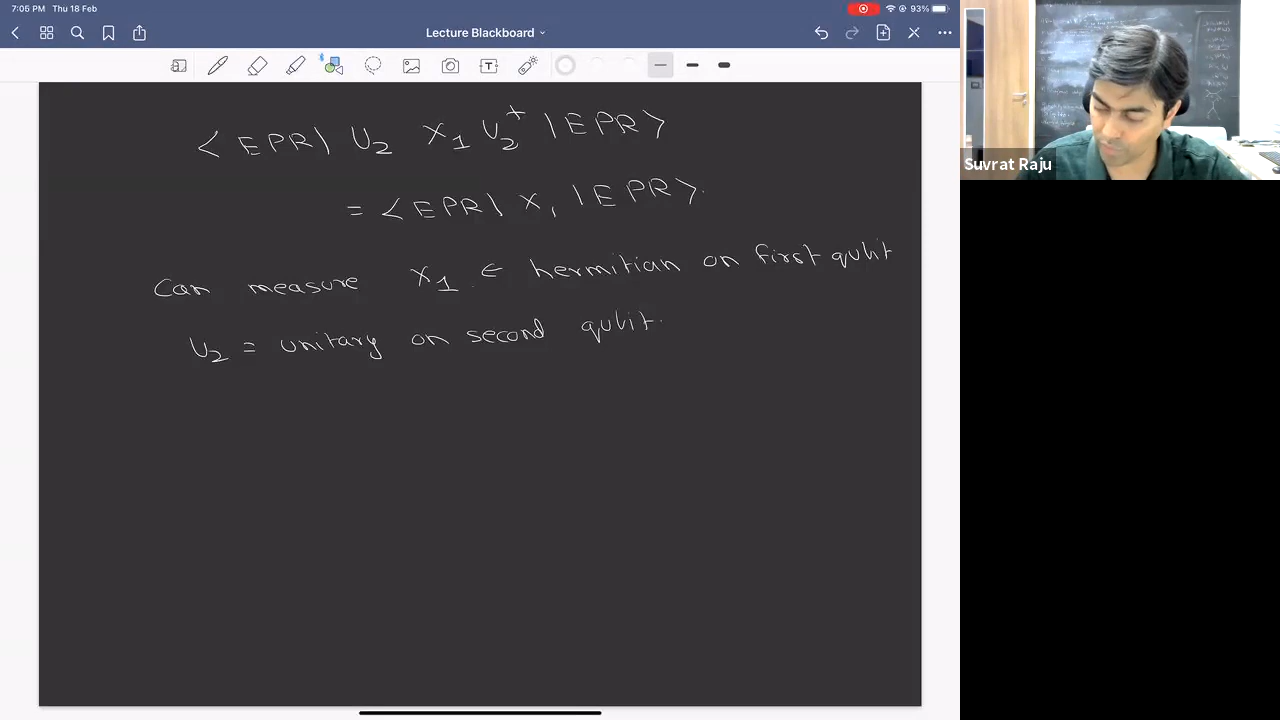 7:05 PM Thu 18 Feb
93%
Lecture Blackboard
T
<EPR| U₂ X₁ U₂† |EPR>
= <EPR| X₁ |EPR>.
Can measure X₁ ← hermitian on first qubit
U₂ = unitary on second qubit.
Suvrat Raju